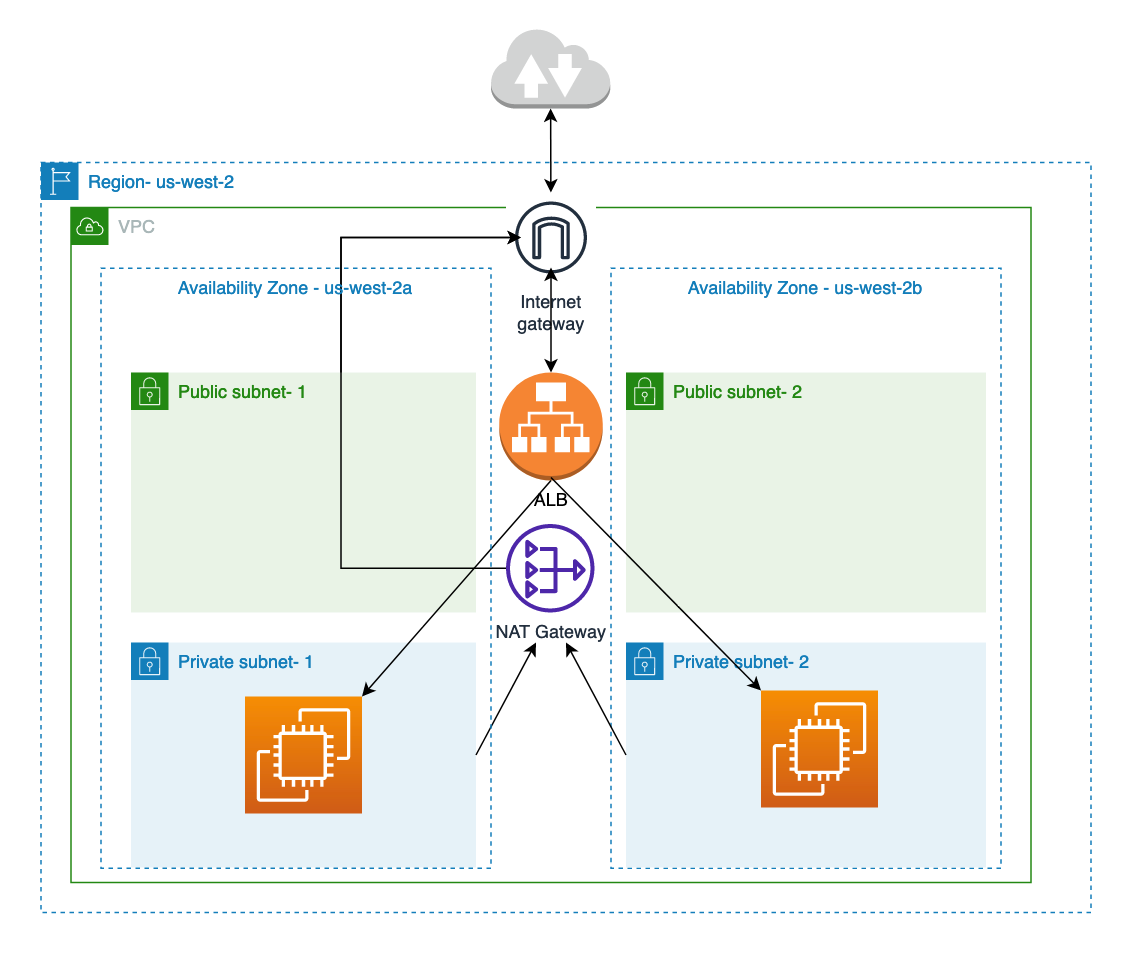 Region- us-west-2
VPC
Availability Zone - us-west-2a
Availability Zone - us-west-2b
Internet
gateway
Public subnet- 1
Public subnet- 2
ALB
NAT Gateway
Private subnet- 1
Private subnet- 2